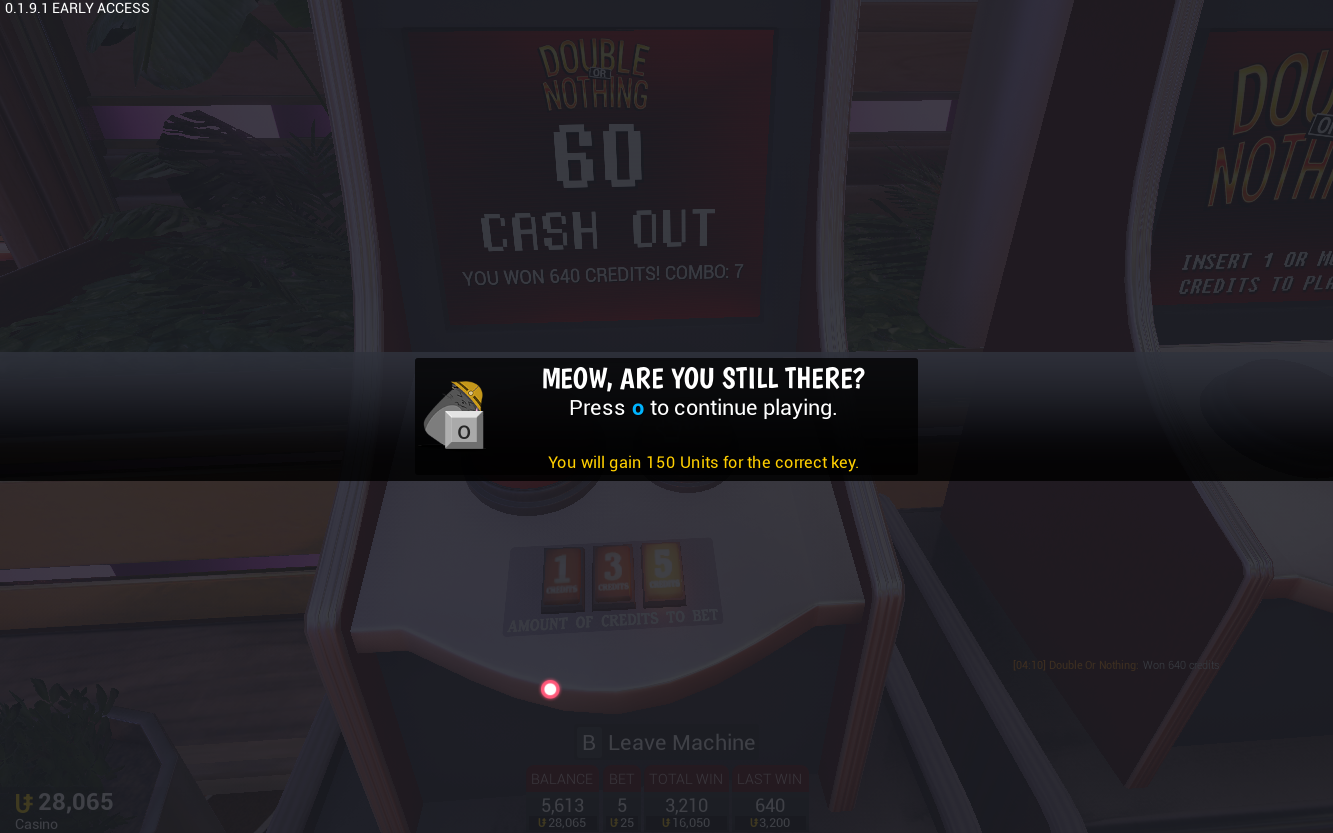 0.1.9.1 EARLY ACCESS
DOUBLE
OR
NOTHING
60
CASH OUT
YOU WON 640 CREDITS! COMBO: 7
DOU
NOTH
INSERT 1 OR
CREDITS TO
MEOW, ARE YOU STILL THERE?
Press o to continue playing.
O
You will gain 150 Units for the correct key.
1 3 5
CREDITS
AMOUNT OF CREDITS TO BET
[04:10] Double Or Nothing: Won 640 credits
B Leave Machine
BALANCE BET TOTAL WIN LAST WIN
5,613 5 3,210 640
28,065 25 16,050 3,200
28,065
Casino